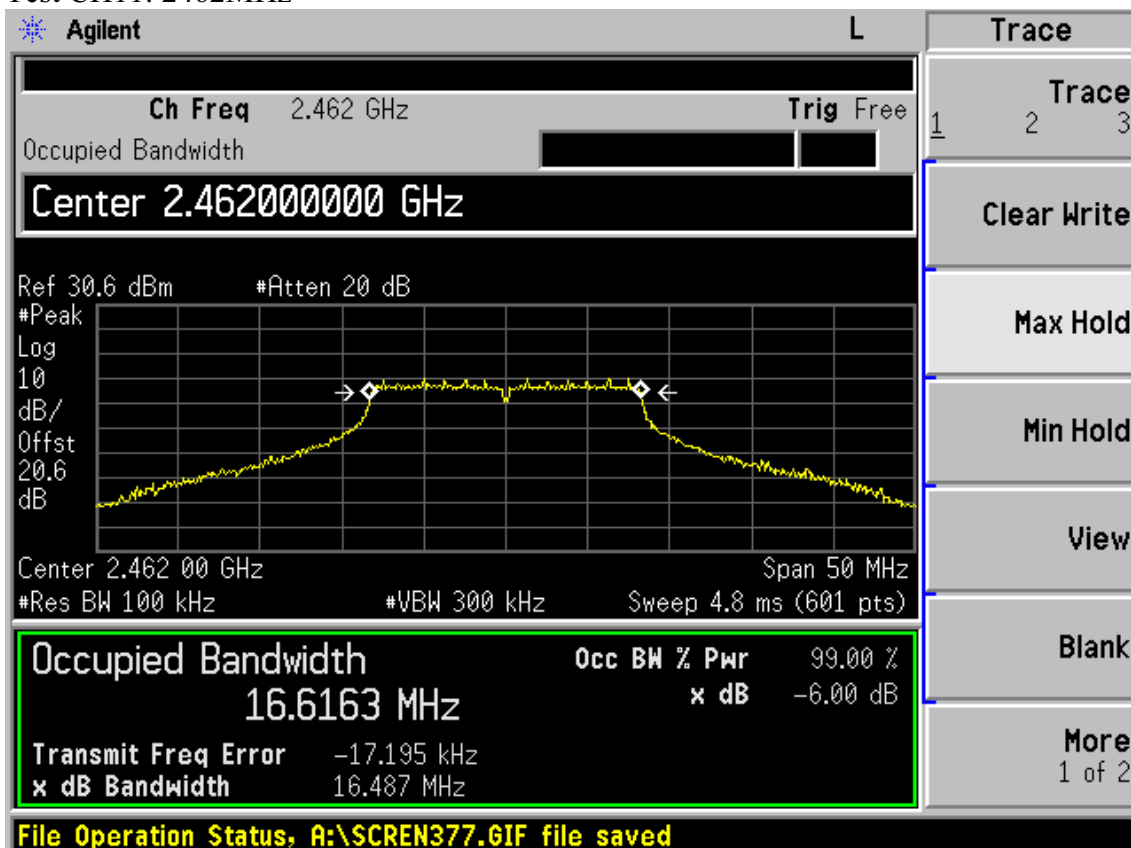 Test CH11: 2462MHz
Agilent L Trace
Ch Freq 2.462 GHz Trig Free
Occupied Bandwidth
Trace
1 2 3
Center 2.462000000 GHz
Clear Write
Ref 30.6 dBm #Atten 20 dB
#Peak
Log
10
dB/
Offst
20.6
dB
Max Hold
Min Hold
View
Center 2.462 00 GHz Span 50 MHz
#Res BW 100 kHz #VBW 300 kHz Sweep 4.8 ms (601 pts)
Occupied Bandwidth Occ BW % Pwr 99.00 %
16.6163 MHz x dB -6.00 dB
Blank
Transmit Freq Error -17.195 kHz
x dB Bandwidth 16.487 MHz
More
1 of 2
File Operation Status, A:\SCREN377.GIF file saved